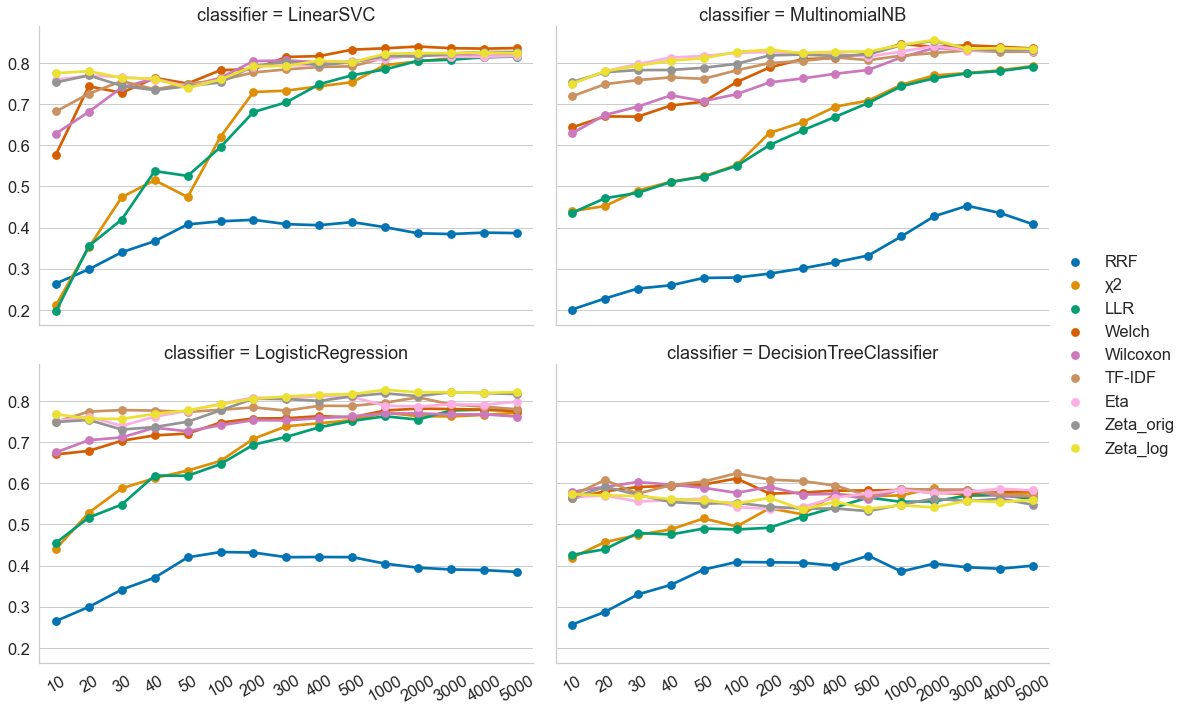 classifier = LinearSVC
classifier = MultinomialNB
0.8
0.7
0.6
0.5
0.4
0.3
0.2
RRF
χ2
LLR
Welch
Wilcoxon
TF-IDF
Eta
Zeta_orig
Zeta_log
classifier = LogisticRegression
classifier = DecisionTreeClassifier
0.8
0.7
0.6
0.5
0.4
0.3
0.2
10 20 30 40 50 100 200 300 400 500 1000 2000 3000 4000 5000
10 20 30 40 50 100 200 300 400 500 1000 2000 3000 4000 5000